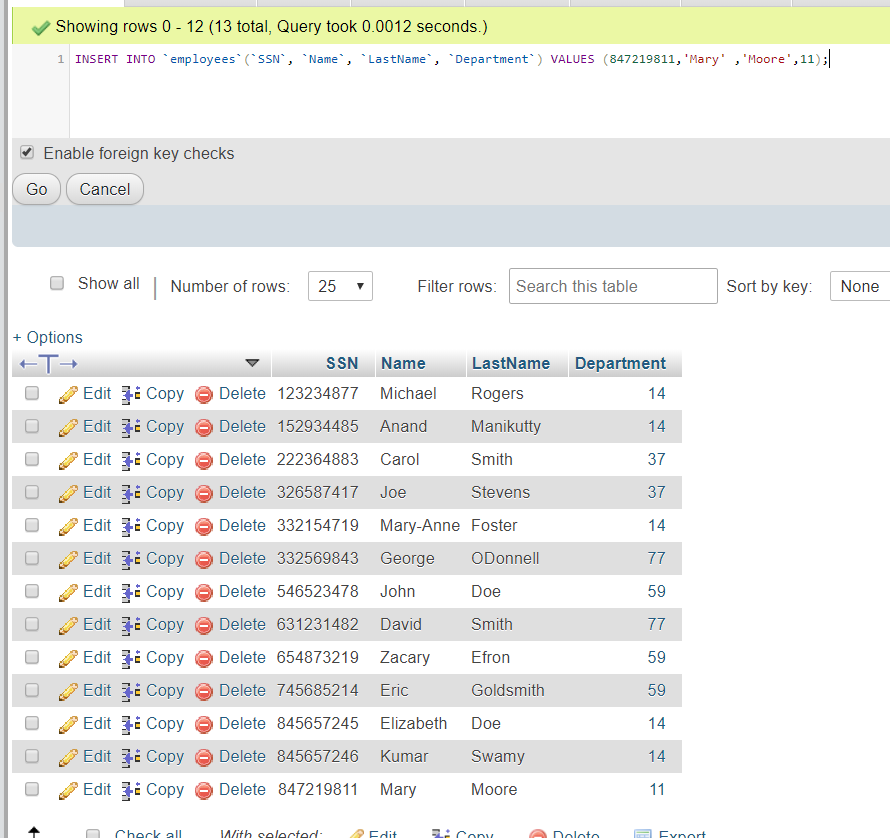 Showing rows 0 - 12 (13 total, Query took 0.0012 seconds.)
1 INSERT INTO `employees`(`SSN`, `Name`, `LastName`, `Department`) VALUES (847219811,'Mary' ,'Moore',11);
Enable foreign key checks
Go Cancel
Show all | Number of rows: 25 Filter rows: Search this table Sort by key: None
+ Options
←T→ SSN Name LastName Department
Edit Copy Delete 123234877 Michael Rogers 14
Edit Copy Delete 152934485 Anand Manikutty 14
Edit Copy Delete 222364883 Carol Smith 37
Edit Copy Delete 326587417 Joe Stevens 37
Edit Copy Delete 332154719 Mary-Anne Foster 14
Edit Copy Delete 332569843 George ODonnell 77
Edit Copy Delete 546523478 John Doe 59
Edit Copy Delete 631231482 David Smith 77
Edit Copy Delete 654873219 Zacary Efron 59
Edit Copy Delete 745685214 Eric Goldsmith 59
Edit Copy Delete 845657245 Elizabeth Doe 14
Edit Copy Delete 845657246 Kumar Swamy 14
Edit Copy Delete 847219811 Mary Moore 11
Check all With selected: Edit Copy Delete Export